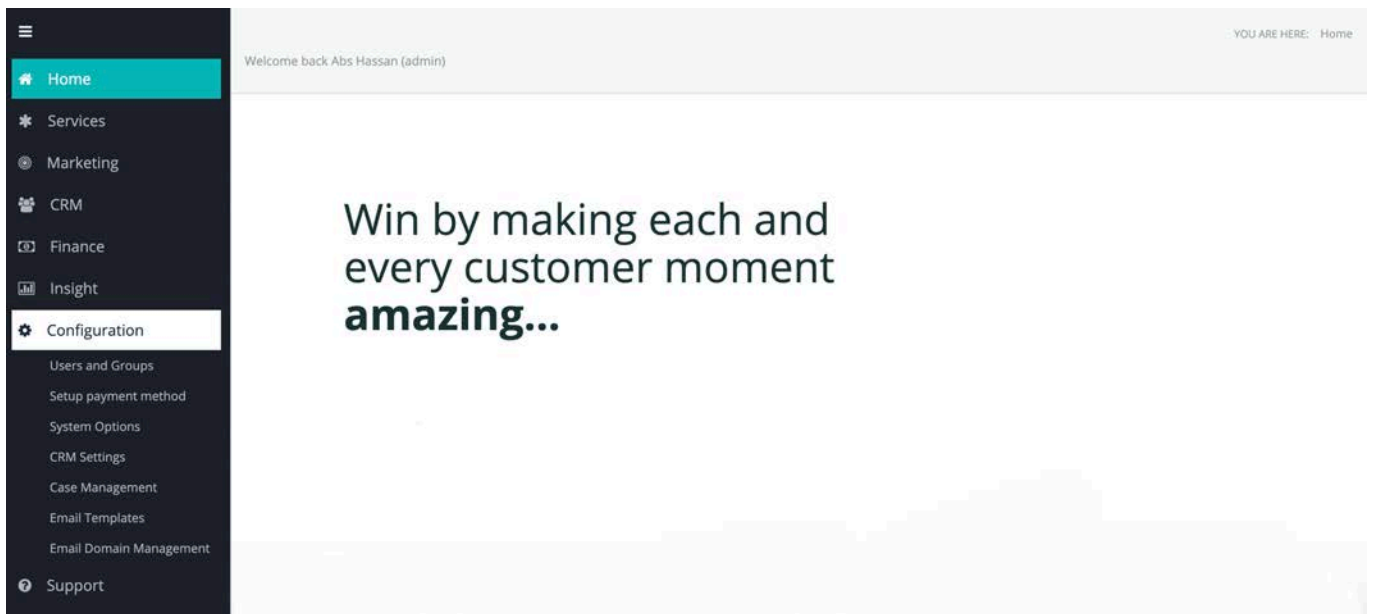 Home
Services
Marketing
CRM
Finance
Insight
Configuration
Users and Groups
Setup payment method
System Options
CRM Settings
Case Management
Email Templates
Email Domain Management
Support
YOU ARE HERE: Home
Welcome back Abs Hassan (admin)
Win by making each and
every customer moment
amazing...